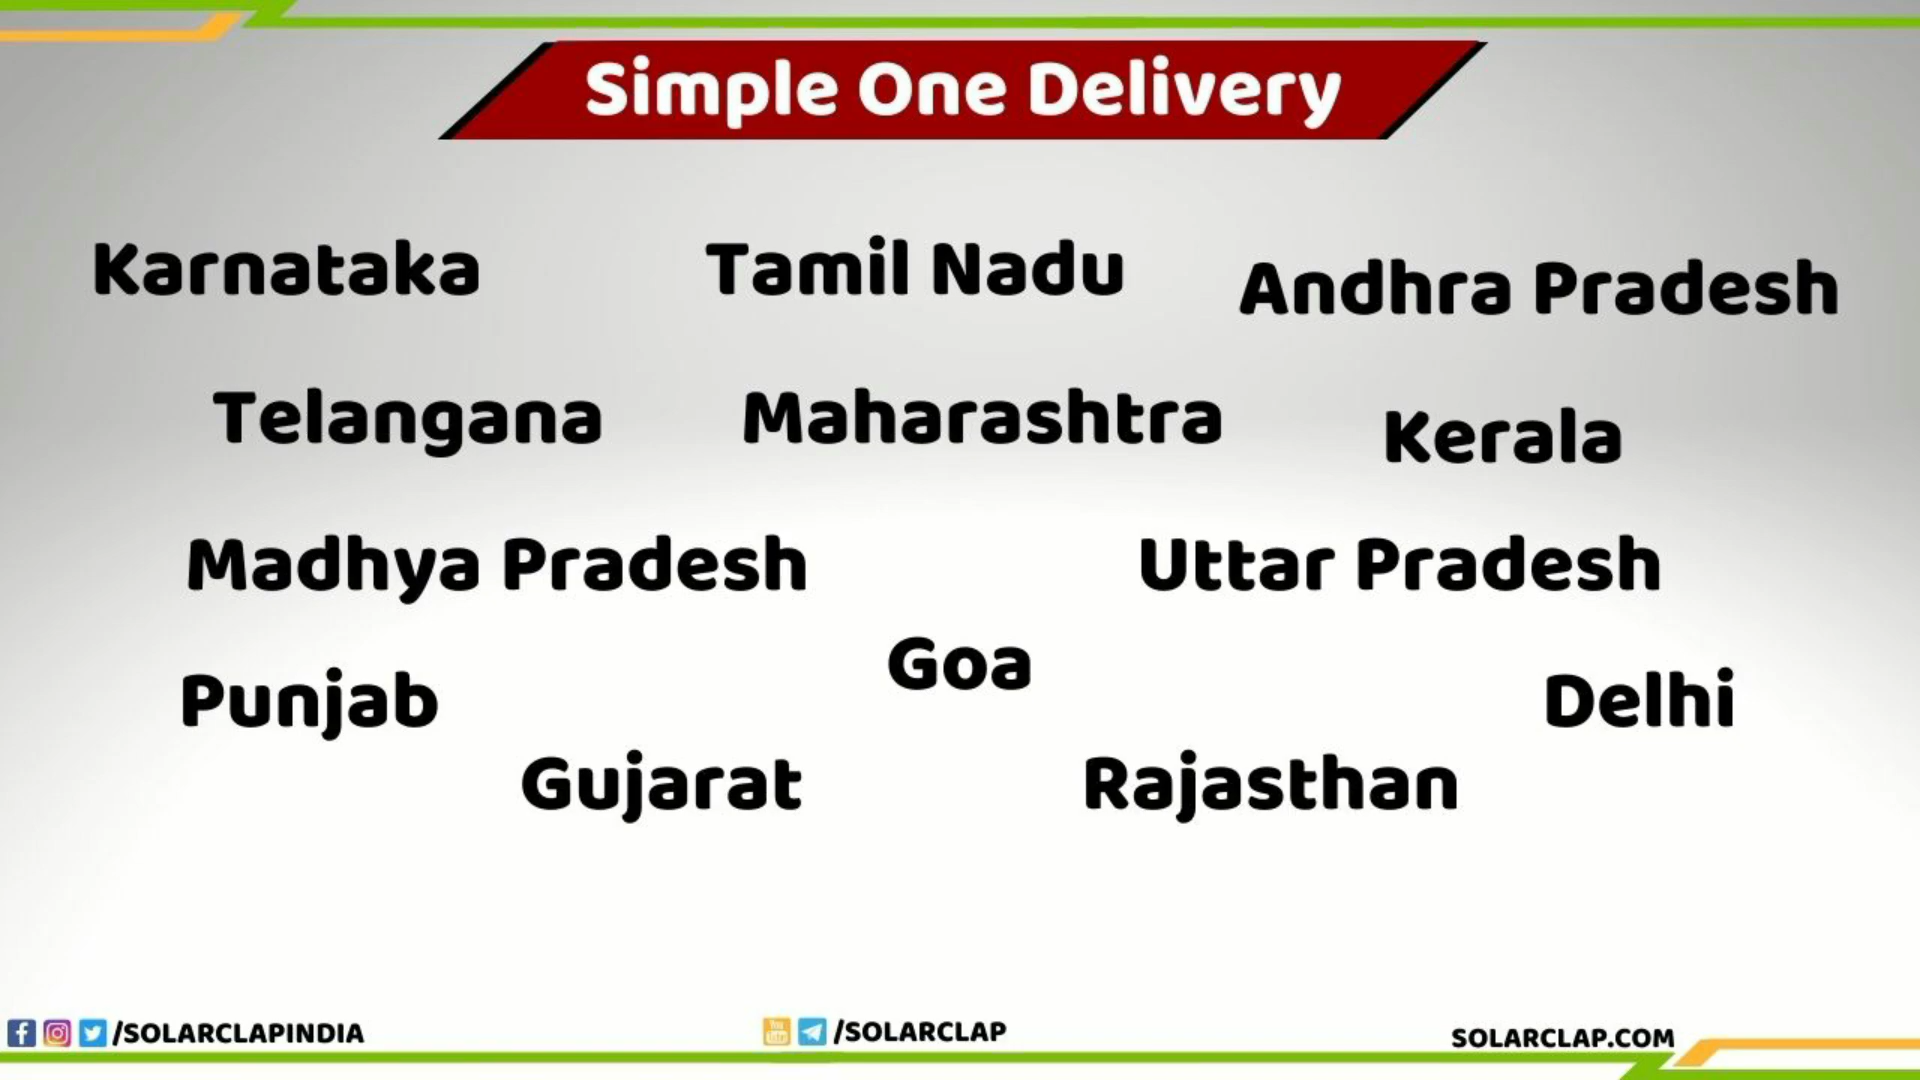 Simple One Delivery
Karnataka
Tamil Nadu
Andhra Pradesh
Telangana
Maharashtra
Kerala
Madhya Pradesh
Uttar Pradesh
Goa
Punjab
Delhi
Gujarat
Rajasthan
/SOLARCLAPINDIA
/SOLARCLAP
SOLARCLAP.COM